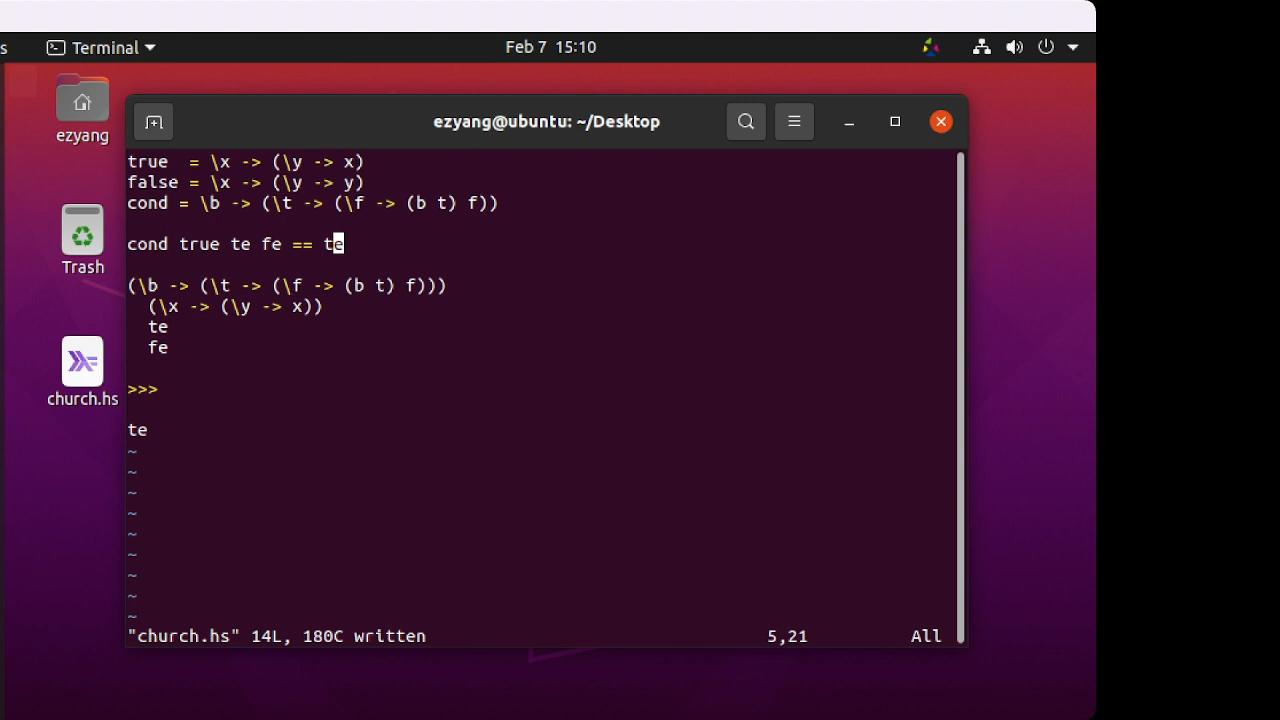 s Terminal Feb 7 15:10
ezyang
Trash
church.hs
ezyang@ubuntu: ~/Desktop
true  = \x -> (\y -> x)
false = \x -> (\y -> y)
cond = \b -> (\t -> (\f -> (b t) f))
cond true te fe == te
(\b -> (\t -> (\f -> (b t) f)))
  (\x -> (\y -> x))
  te
  fe
>>>
te
~
~
~
~
~
~
~
~
~
"church.hs" 14L, 180C written 5,21 All